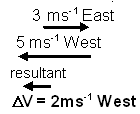 3 ms⁻¹ East
5 ms⁻¹ West
resultant
ΔV = 2ms⁻¹ West